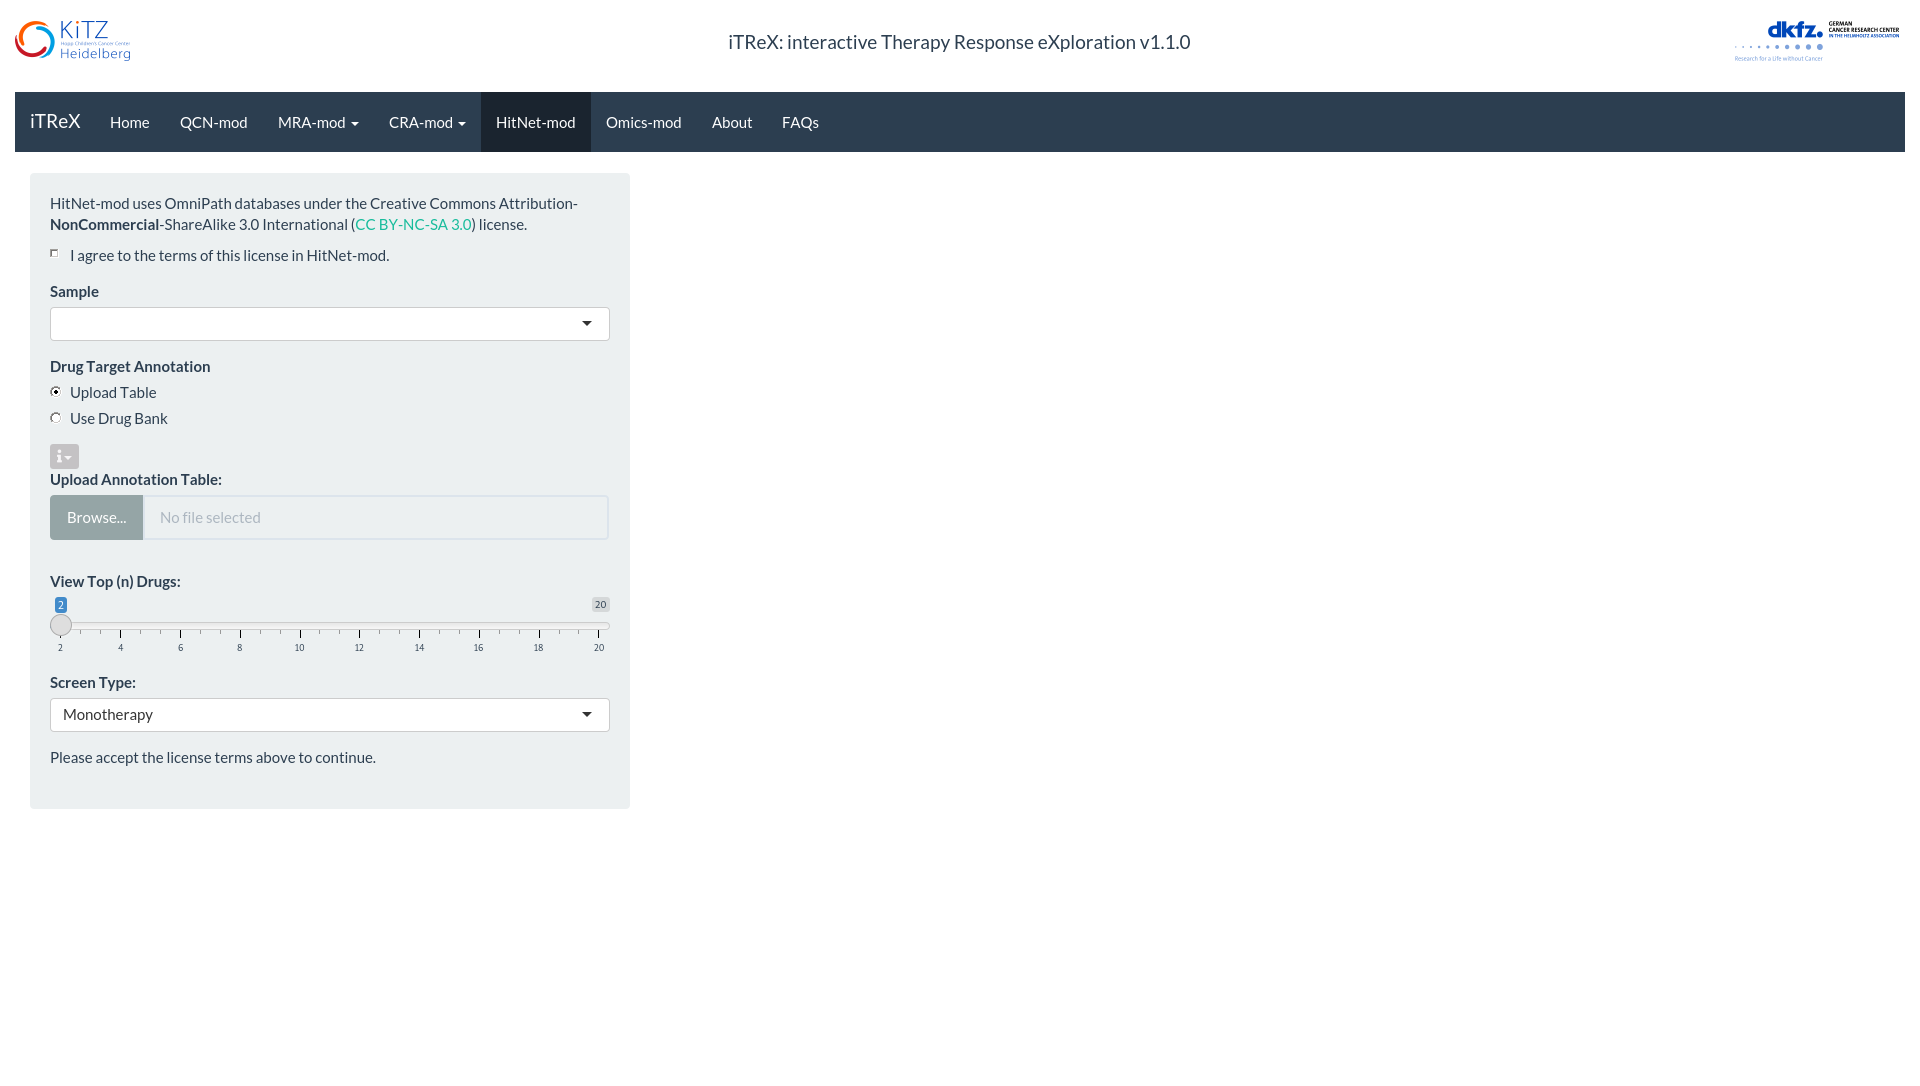 KiTZ
Hopp Children's Cancer Center
Heidelberg
iTReX: interactive Therapy Response eXploration v1.1.0
dkfz.
GERMAN
CANCER RESEARCH CENTER
IN THE HELMHOLTZ ASSOCIATION
Research for a Life without Cancer
iTReX Home QCN-mod MRA-mod CRA-mod HitNet-mod Omics-mod About FAQs
HitNet-mod uses OmniPath databases under the Creative Commons Attribution-
NonCommercial-ShareAlike 3.0 International (CC BY-NC-SA 3.0) license.
I agree to the terms of this license in HitNet-mod.
Sample
Drug Target Annotation
Upload Table
Use Drug Bank
i
Upload Annotation Table:
Browse... No file selected
View Top (n) Drugs:
2 20
2 4 6 8 10 12 14 16 18 20
Screen Type:
Monotherapy
Please accept the license terms above to continue.